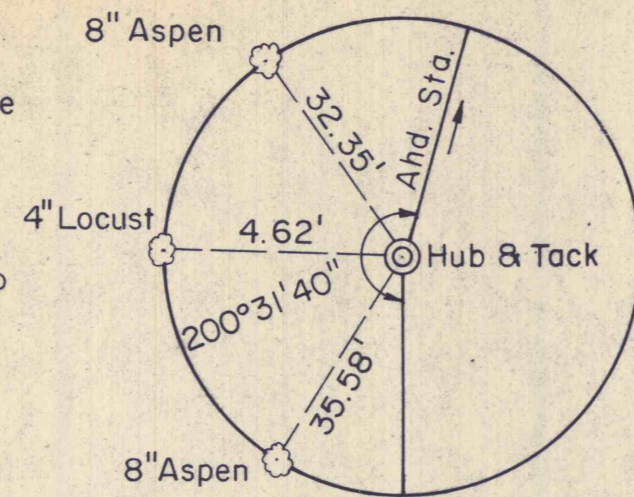 8" Aspen
e
32.35'
Ahd. Sta.
4" Locust
4.62'
Hub & Tack
200°31'40"
35.58'
8" Aspen